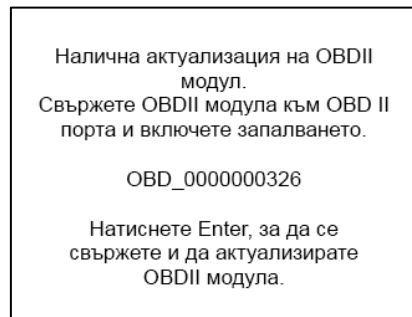 Налична актуализация на OBDII
модул.
Свържете OBDII модула към OBD II
порта и включете запалването.
OBD_0000000326
Натиснете Enter, за да се
свържете и да актуализирате
OBDII модула.